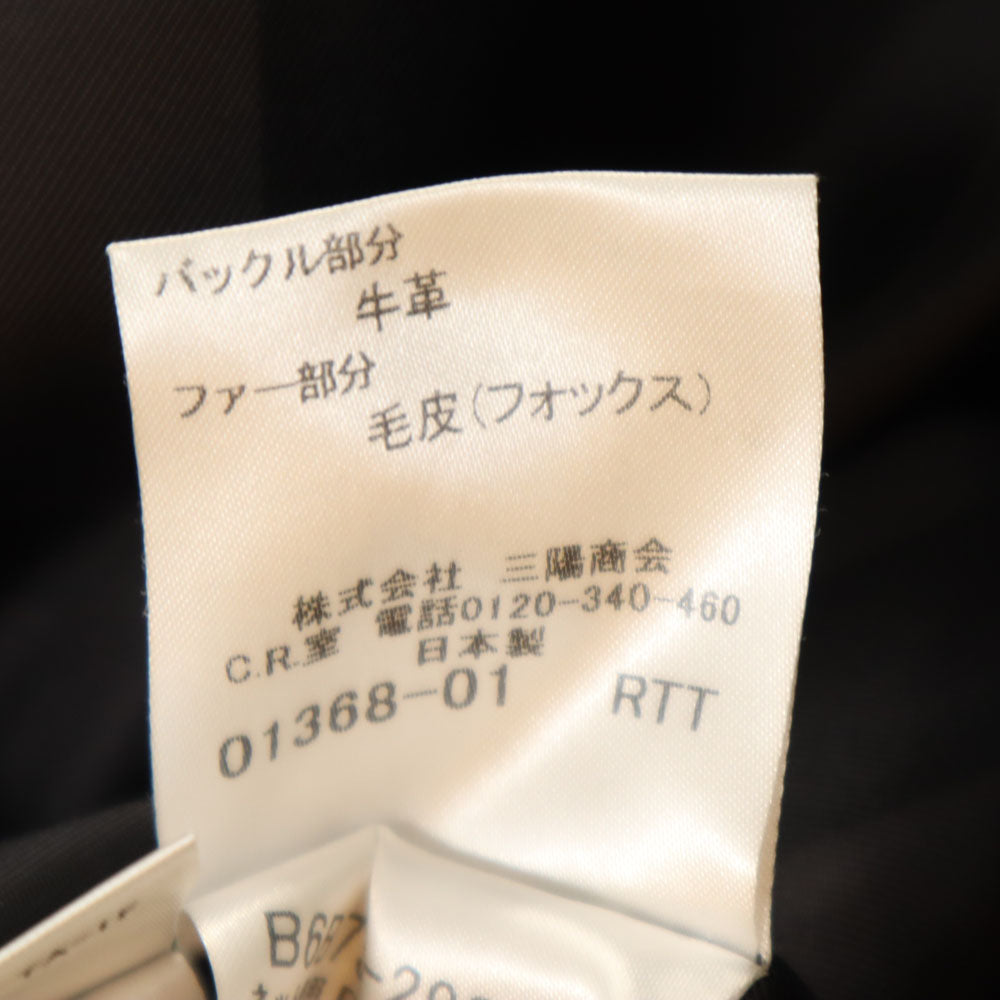 バックル部分
牛革
ファー部分
毛皮(フォックス)
株式会社 三陽商会
C.R.室 電話0120-340-460
日本製
01368-01 RTT